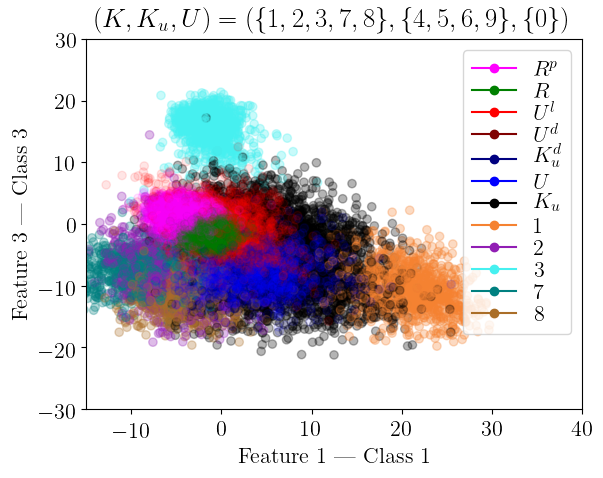 (K, K_u, U) = ({1, 2, 3, 7, 8}, {4, 5, 6, 9}, {0})
30
20
10
0
−10
−20
−30
Feature 3 — Class 3
−10 0 10 20 30 40
Feature 1 — Class 1
R^p
R
U^l
U^d
K_u^d
U
K_u
1
2
3
7
8